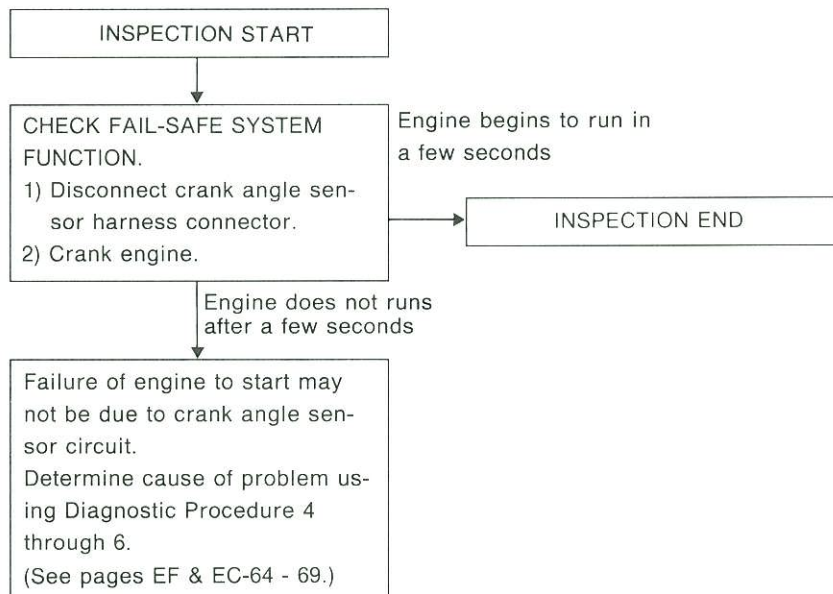 INSPECTION START
CHECK FAIL-SAFE SYSTEM
FUNCTION.
1) Disconnect crank angle sen-
sor harness connector.
2) Crank engine.
Engine begins to run in
a few seconds
INSPECTION END
Engine does not runs
after a few seconds
Failure of engine to start may
not be due to crank angle sen-
sor circuit.
Determine cause of problem us-
ing Diagnostic Procedure 4
through 6.
(See pages EF & EC-64 - 69.)